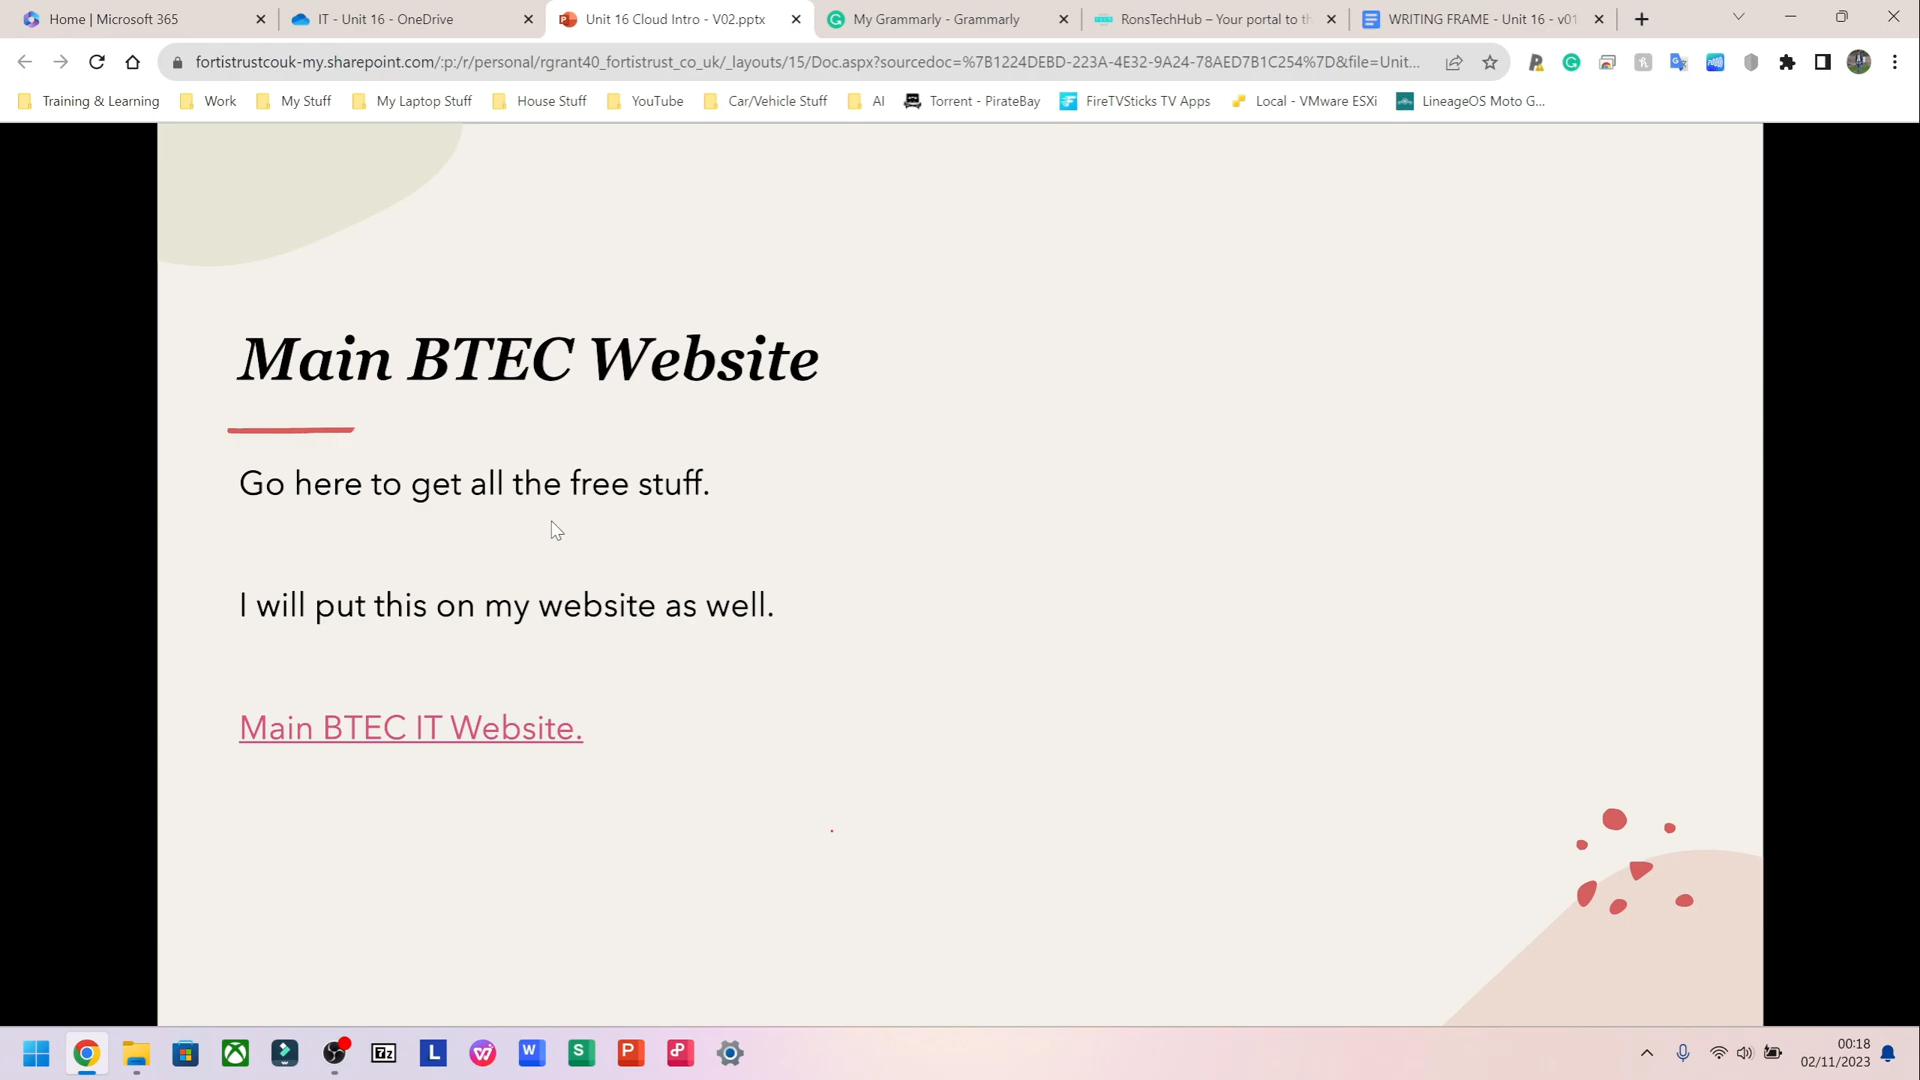 Home | Microsoft 365
IT - Unit 16 - OneDrive
Unit 16 Cloud Intro - V02.pptx
My Grammarly - Grammarly
RonsTechHub – Your portal to th
WRITING FRAME - Unit 16 - v01
fortistrustcouk-my.sharepoint.com/:p:/r/personal/rgrant40_fortistrust_co_uk/_layouts/15/Doc.aspx?sourcedoc=%7B1224DEBD-223A-4E32-9A24-78AED7B1C254%7D&file=Unit...
Training & Learning
Work
My Stuff
My Laptop Stuff
House Stuff
YouTube
Car/Vehicle Stuff
AI
Torrent - PirateBay
FireTVSticks TV Apps
Local - VMware ESXi
LineageOS Moto G...
Main BTEC Website
Go here to get all the free stuff.
I will put this on my website as well.
Main BTEC IT Website.
7z
L
W
S
P
00:18
02/11/2023